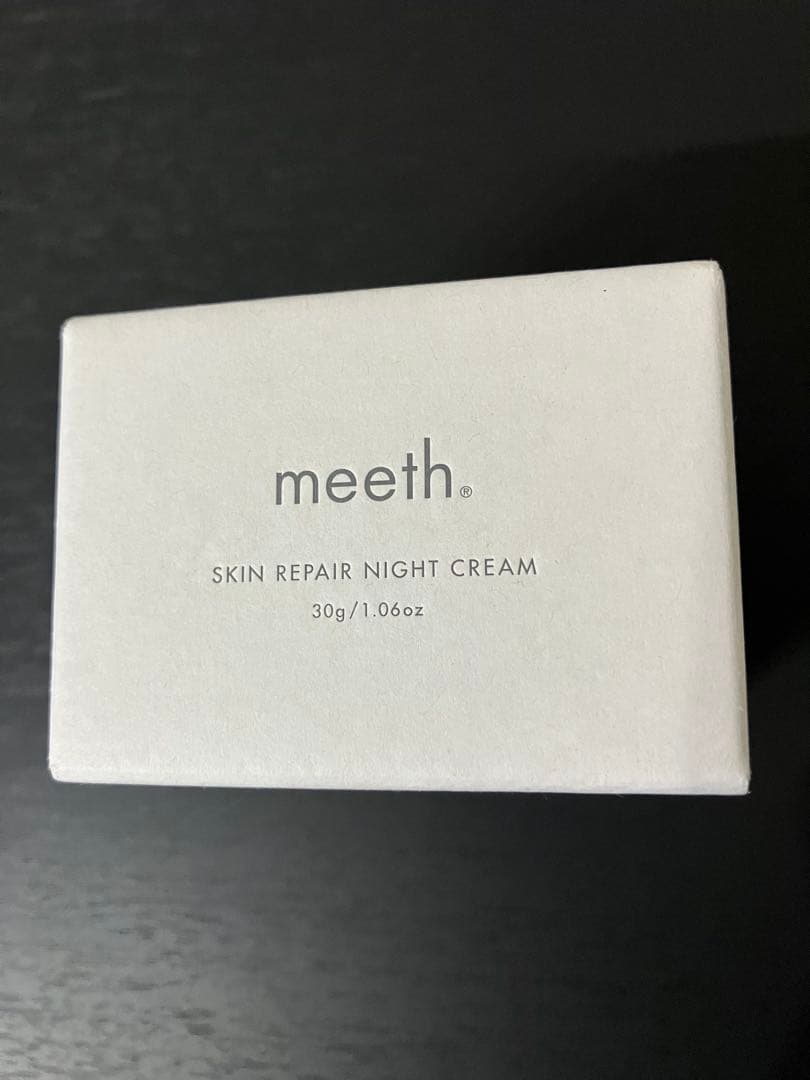 meeth®
SKIN REPAIR NIGHT CREAM
30g/1.06oz